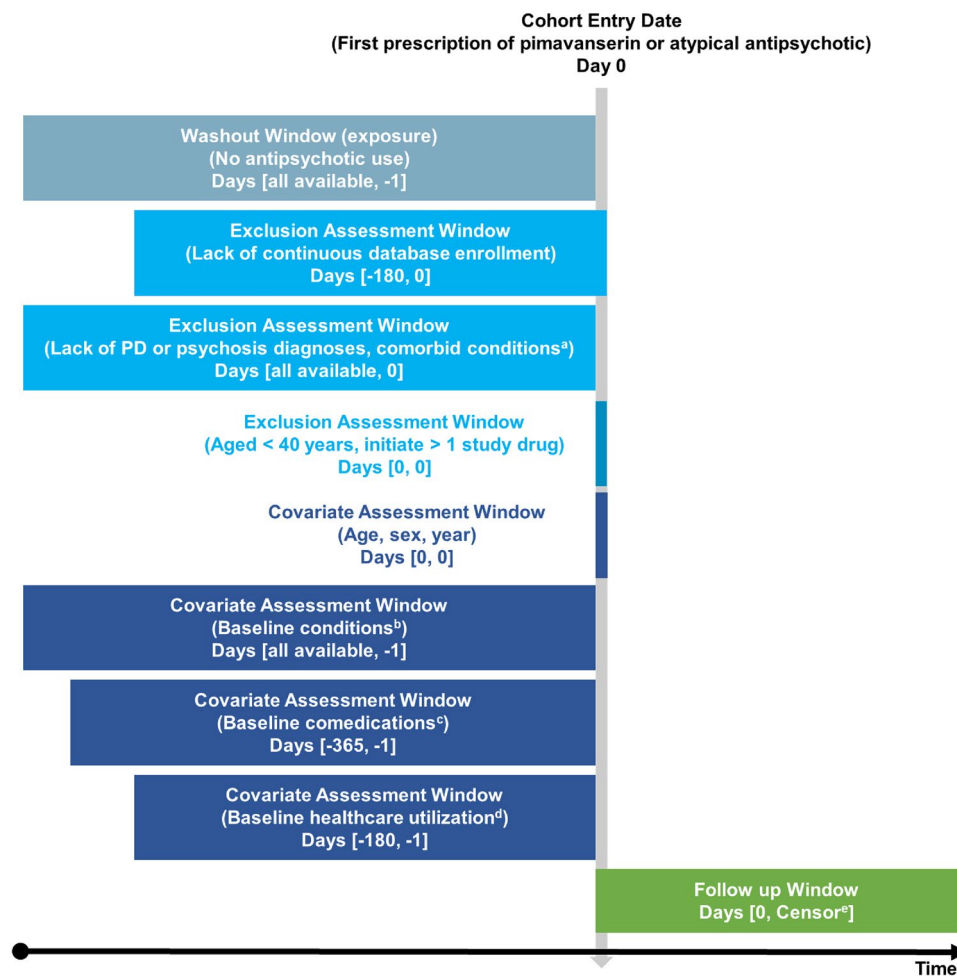 Cohort Entry Date
(First prescription of pimavanserin or atypical antipsychotic)
Day 0
Washout Window (exposure)
(No antipsychotic use)
Days [all available, -1]
Exclusion Assessment Window
(Lack of continuous database enrollment)
Days [-180, 0]
Exclusion Assessment Window
(Lack of PD or psychosis diagnoses, comorbid conditionsᵃ)
Days [all available, 0]
Exclusion Assessment Window
(Aged < 40 years, initiate > 1 study drug)
Days [0, 0]
Covariate Assessment Window
(Age, sex, year)
Days [0, 0]
Covariate Assessment Window
(Baseline conditionsᵇ)
Days [all available, -1]
Covariate Assessment Window
(Baseline comedicationsᶜ)
Days [-365, -1]
Covariate Assessment Window
(Baseline healthcare utilizationᵈ)
Days [-180, -1]
Follow up Window
Days [0, Censorᵉ]
Time